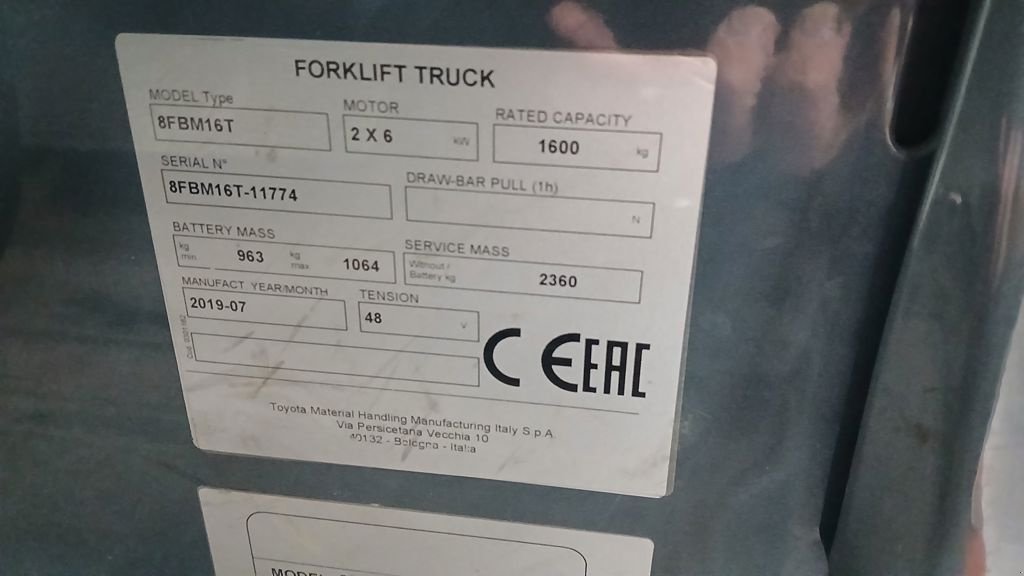 FORKLIFT TRUCK
MODEL Type MOTOR RATED CAPACITY
8FBM16T 2 X 6 kW 1600 kg
SERIAL N° DRAW-BAR PULL (1h)
8FBM16T-11774 N
BATTERY MASS SERVICE MASS
kg min 963 kg max 1064 Without / Battery kg 2360
MANUFACT YEAR/MONTH TENSION
2019-07 48 V
CE EAC
Toyota Material Handling Manufacturing Italy S.p.A.
Via Persicetana Vecchia 10
40132 - Bologna - Italia